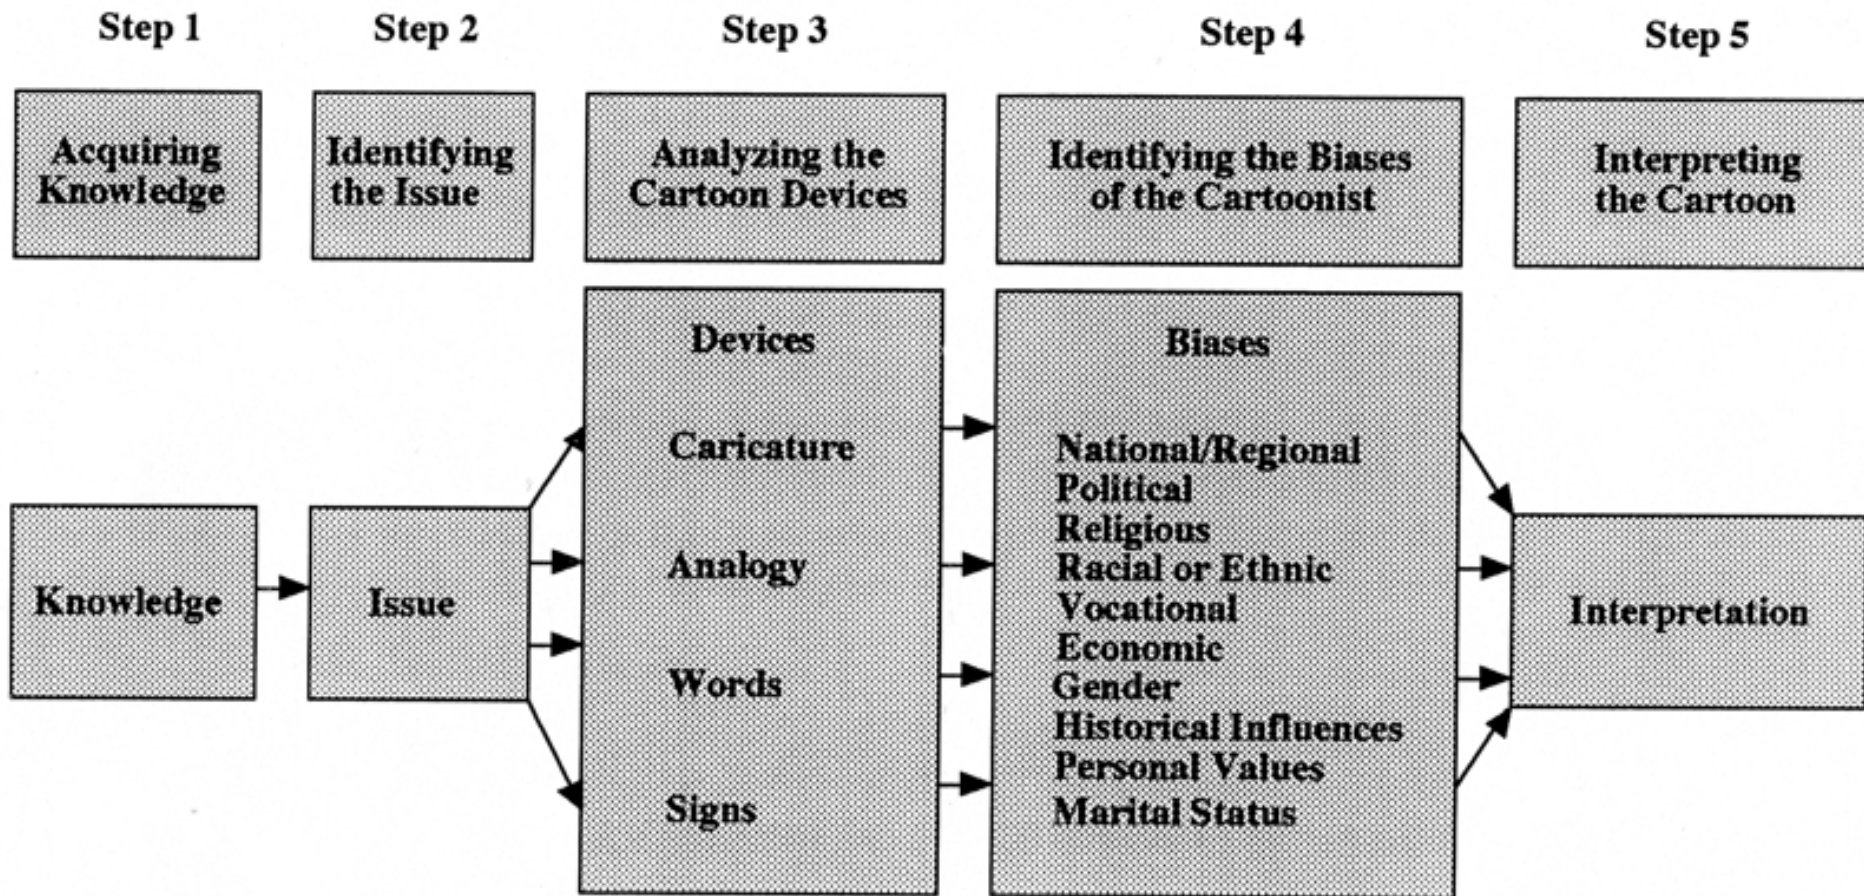 Step 1
Step 2
Step 3
Step 4
Step 5
Acquiring
Knowledge
Identifying
the Issue
Analyzing the
Cartoon Devices
Identifying the Biases
of the Cartoonist
Interpreting
the Cartoon
Knowledge
Issue
Devices
Caricature
Analogy
Words
Signs
Biases
National/Regional
Political
Religious
Racial or Ethnic
Vocational
Economic
Gender
Historical Influences
Personal Values
Marital Status
Interpretation